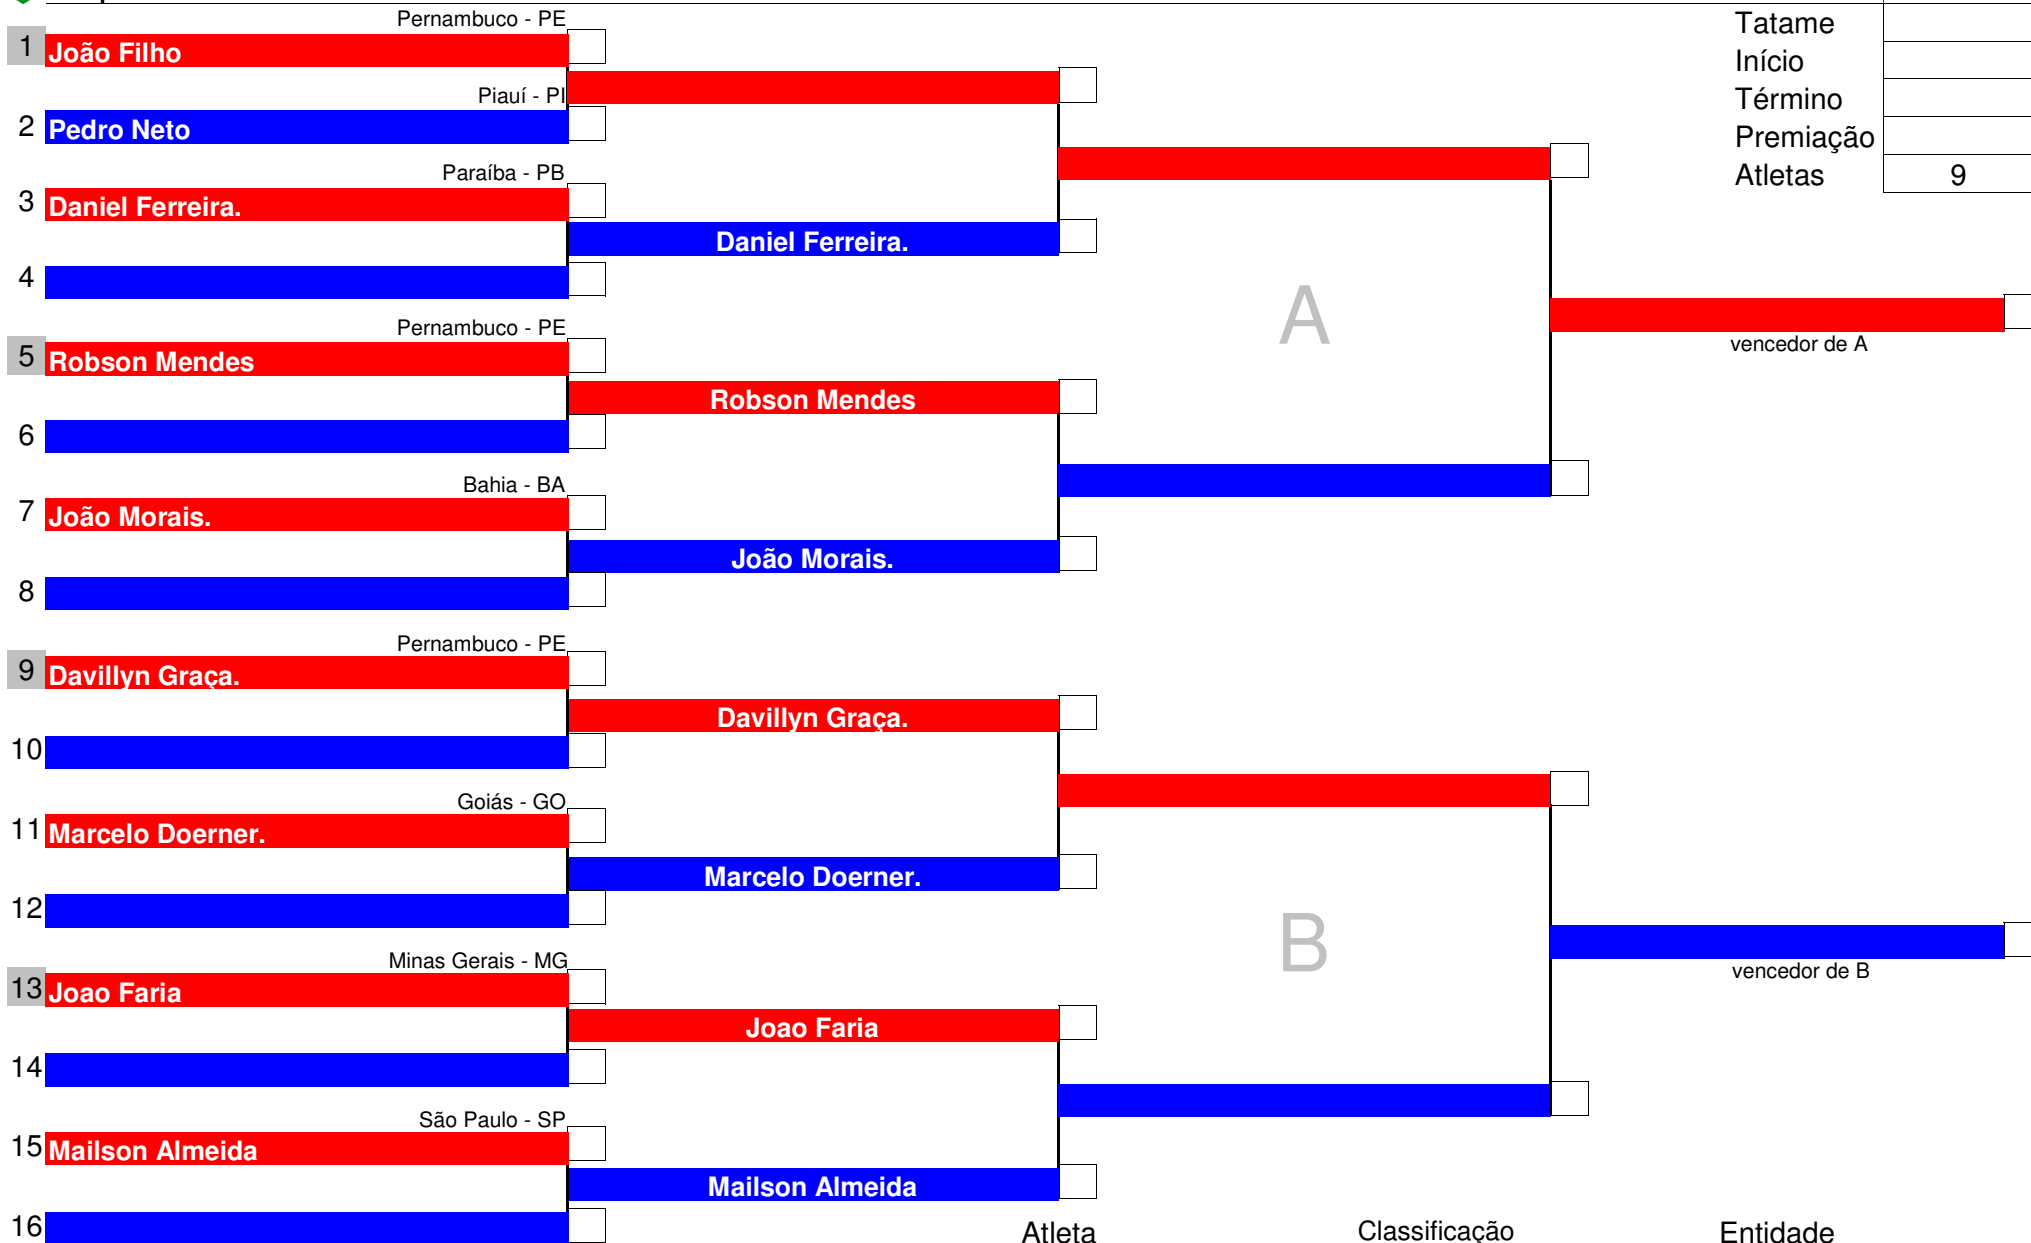 Pernambuco - PE
1 João Filho
Piauí - PI
2 Pedro Neto
Paraíba - PB
3 Daniel Ferreira.
Daniel Ferreira.
4
Pernambuco - PE
5 Robson Mendes
Robson Mendes
6
Bahia - BA
7 João Morais.
João Morais.
8
Pernambuco - PE
9 Davillyn Graça.
Davillyn Graça.
10
Goiás - GO
11 Marcelo Doerner.
Marcelo Doerner.
12
Minas Gerais - MG
13 Joao Faria
Joao Faria
14
São Paulo - SP
15 Mailson Almeida
Mailson Almeida
16
A
B
vencedor de A
vencedor de B
Tatame
Início
Término
Premiação
Atletas 9
Atleta Classificação Entidade